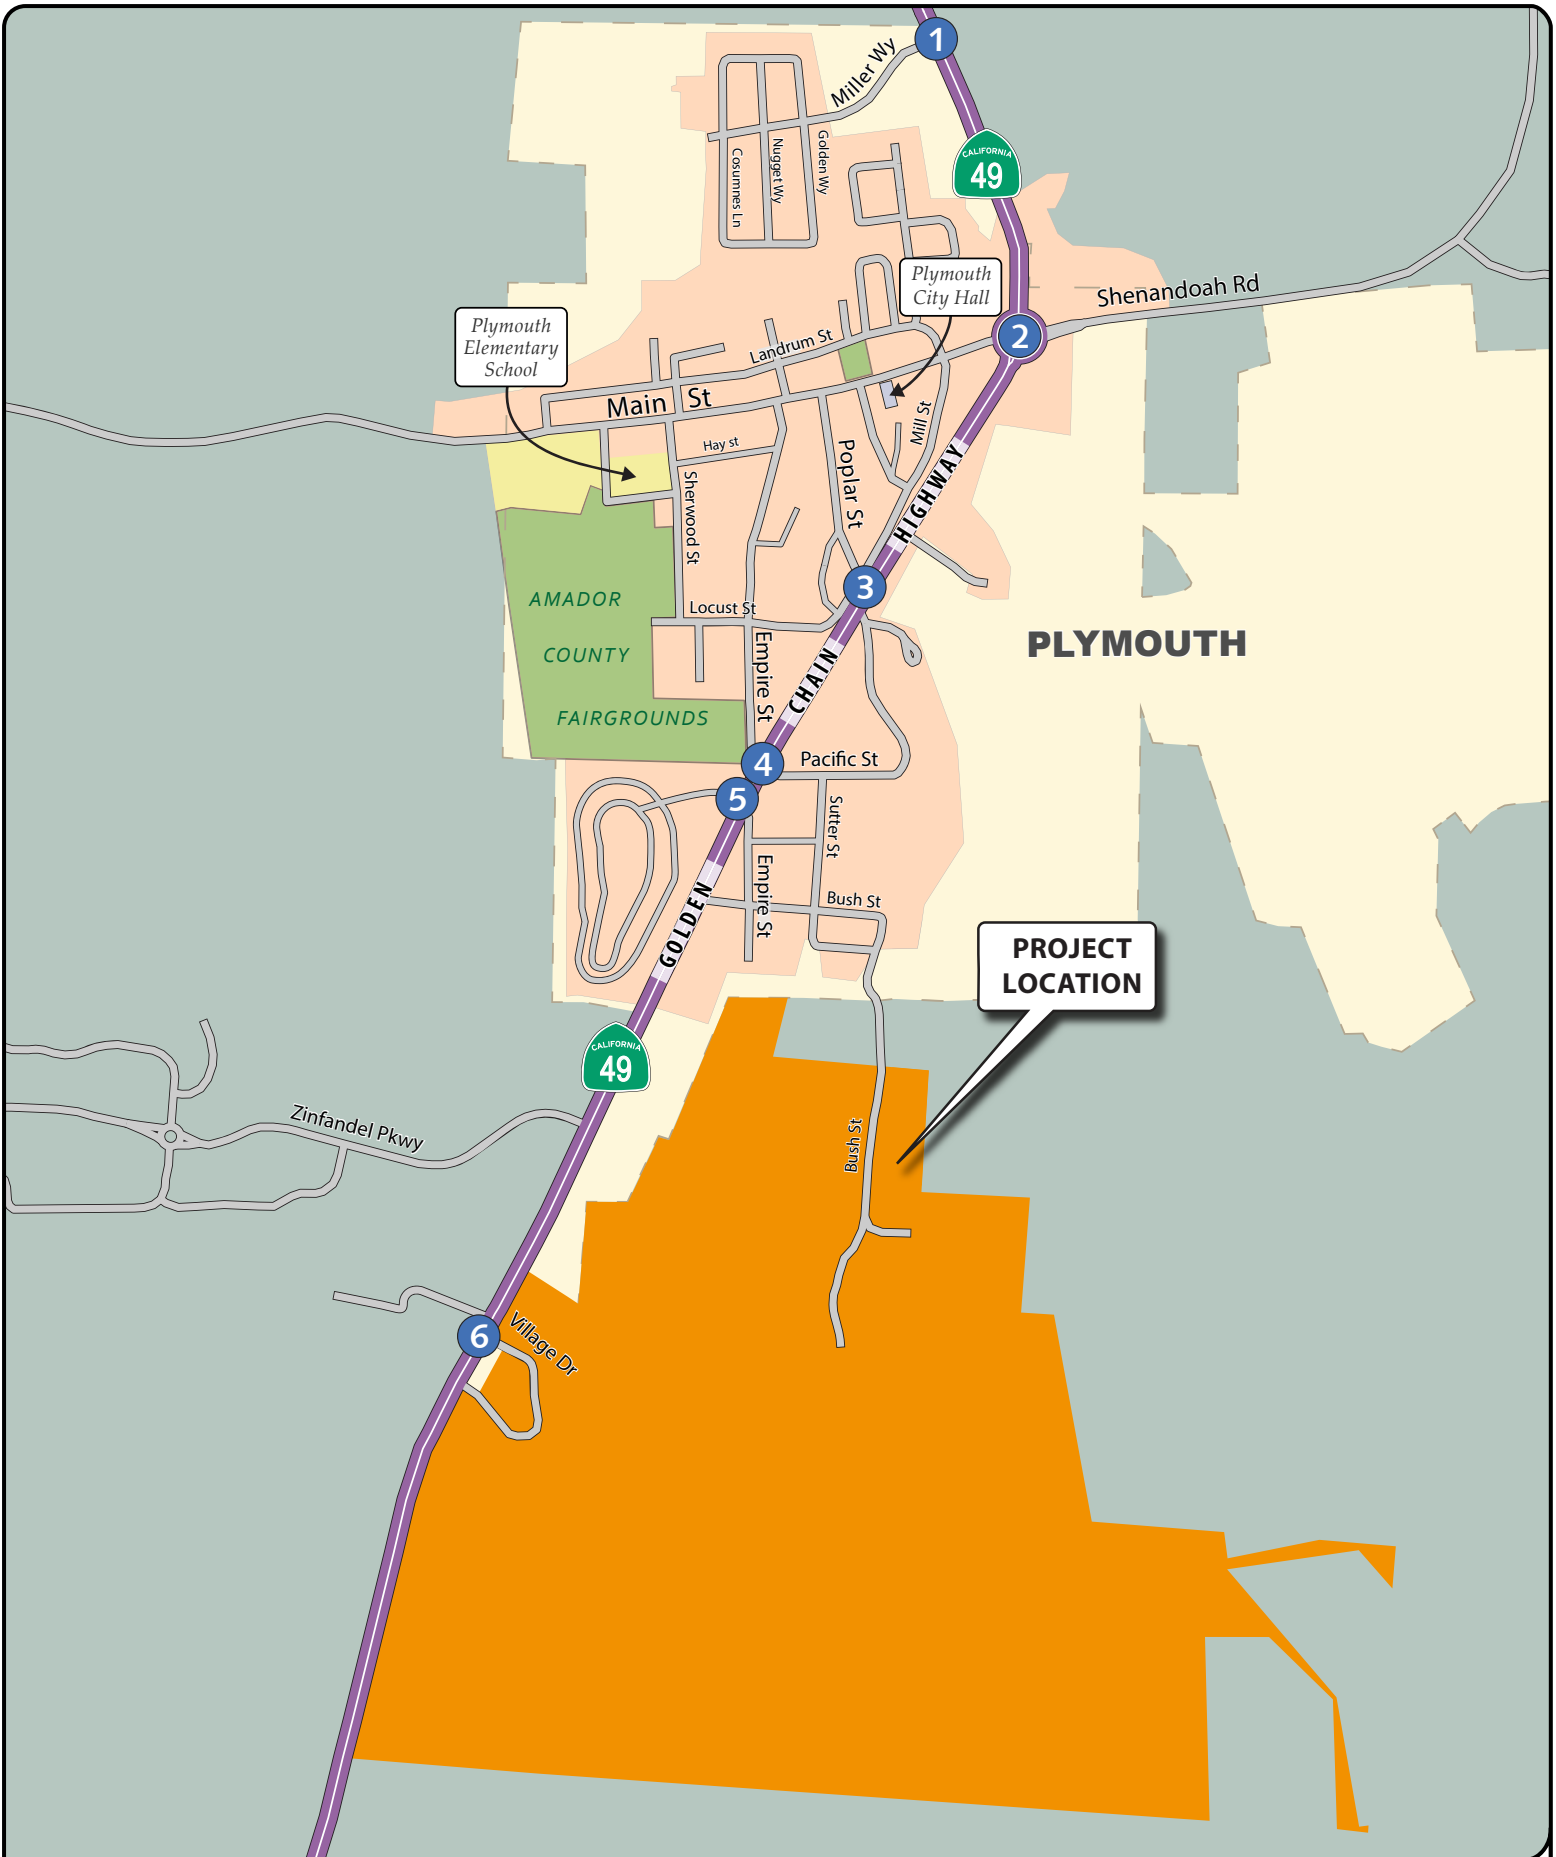 1
Miller Wy
CALIFORNIA
49
Cosumnes Ln
Nugget Wy
Golden Wy
Plymouth
City Hall
Shenandoah Rd
2
Plymouth
Elementary
School
Landrum St
Main St
Mill St
Hay st
Poplar St
Sherwood St
HIGHWAY
3
AMADOR
COUNTY
FAIRGROUNDS
Locust St
Empire St
CHAIN
PLYMOUTH
4
Pacific St
5
Sutter St
Empire St
Bush St
GOLDEN
PROJECT
LOCATION
CALIFORNIA
49
Zinfandel Pkwy
Bush St
6
Village Dr